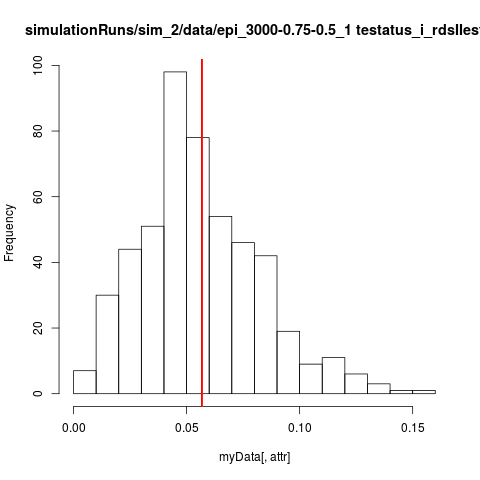 simulationRuns/sim_2/data/epi_3000-0.75-0.5_1 testatus_i_rdsllest
Frequency
100
80
60
40
20
0
0.00 0.05 0.10 0.15
myData[, attr]